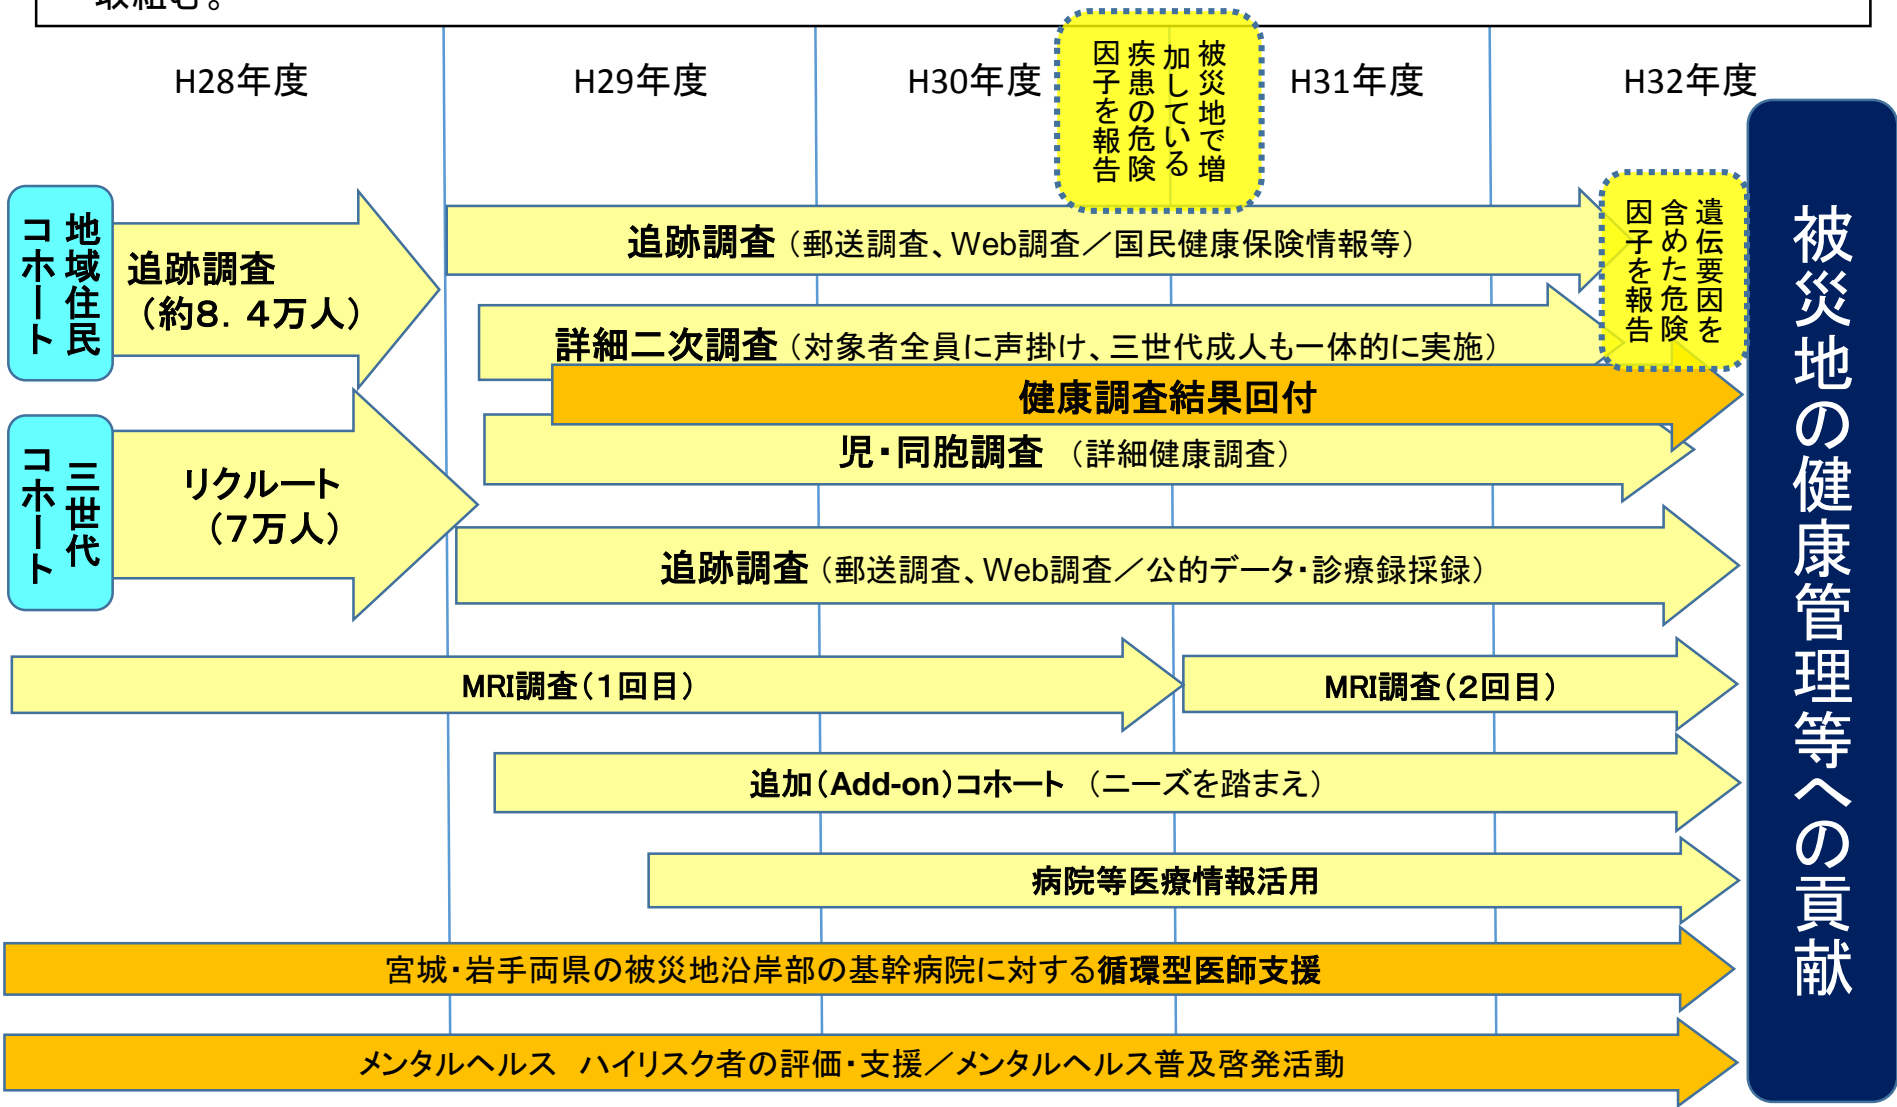 取組む。
H28年度
H29年度
H30年度
H31年度
H32年度
被災地で増
加している
疾患の危険
因子を報告
地域住民
コホート
追跡調査
（約8．4万人）
追跡調査（郵送調査、Web調査／国民健康保険情報等）
遺伝要因を
含めた危険
因子を報告
詳細二次調査（対象者全員に声掛け、三世代成人も一体的に実施）
健康調査結果回付
三世代
コホート
リクルート
（7万人）
児・同胞調査　（詳細健康調査）
追跡調査（郵送調査、Web調査／公的データ・診療録採録）
MRI調査（1回目）
MRI調査（2回目）
追加（Add-on）コホート　（ニーズを踏まえ）
病院等医療情報活用
宮城・岩手両県の被災地沿岸部の基幹病院に対する循環型医師支援
メンタルヘルス　ハイリスク者の評価・支援／メンタルヘルス普及啓発活動
被災地の健康管理等への貢献